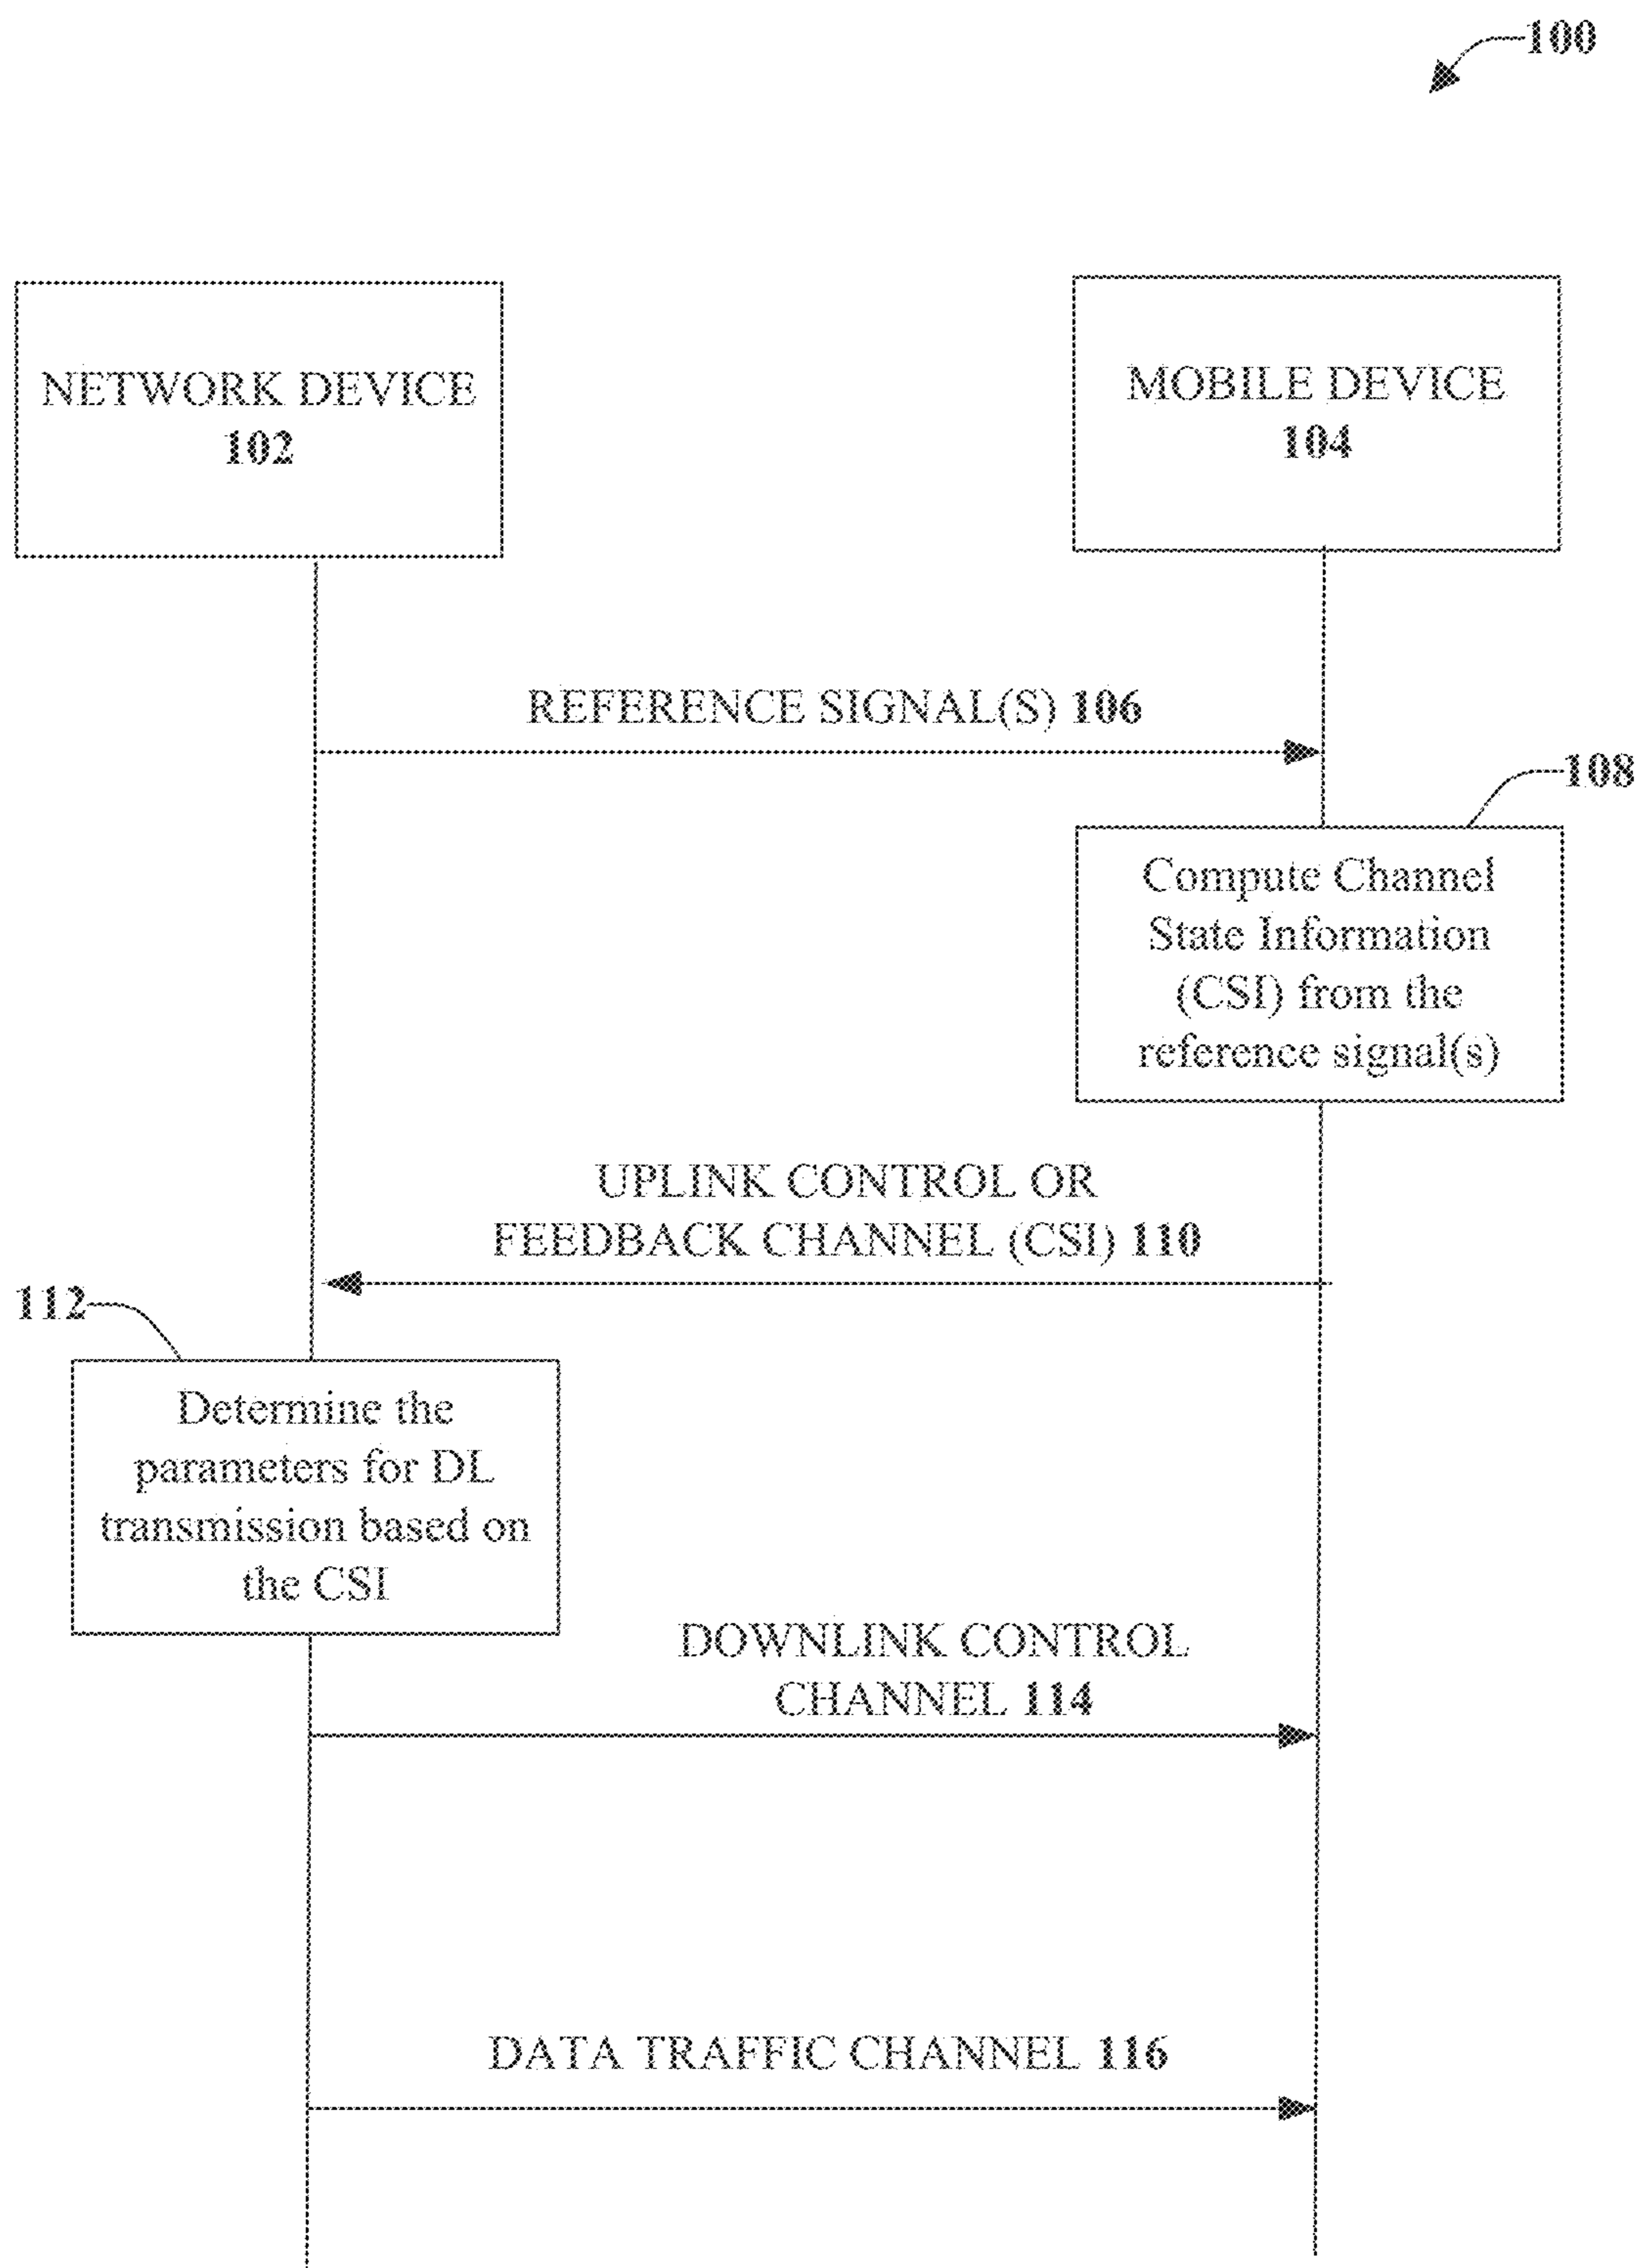 100
NETWORK DEVICE
102
MOBILE DEVICE
104
REFERENCE SIGNAL(S) 106
108
Compute Channel
State Information
(CSI) from the
reference signal(s)
UPLINK CONTROL OR
FEEDBACK CHANNEL (CSI) 110
112
Determine the
parameters for DL
transmission based on
the CSI
DOWNLINK CONTROL
CHANNEL 114
DATA TRAFFIC CHANNEL 116